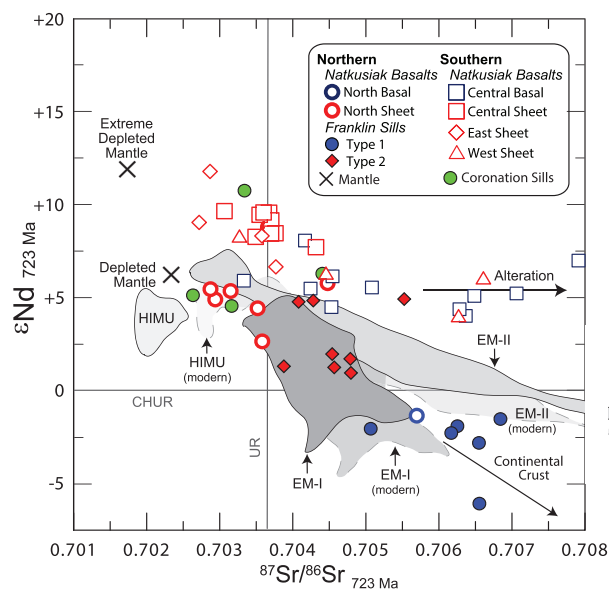 +20
+15
+10
+5
0
-5
εNd 723 Ma
0.701
0.702
0.703
0.704
0.705
0.706
0.707
0.708
⁸⁷Sr/⁸⁶Sr 723 Ma
Northern
Natkusiak Basalts
North Basal
North Sheet
Franklin Sills
Type 1
Type 2
Mantle
Southern
Natkusiak Basalts
Central Basal
Central Sheet
East Sheet
West Sheet
Coronation Sills
Extreme
Depleted
Mantle
Depleted
Mantle
HIMU
HIMU
(modern)
Alteration
EM-II
EM-II
(modern)
CHUR
UR
EM-I
EM-I
(modern)
Continental
Crust